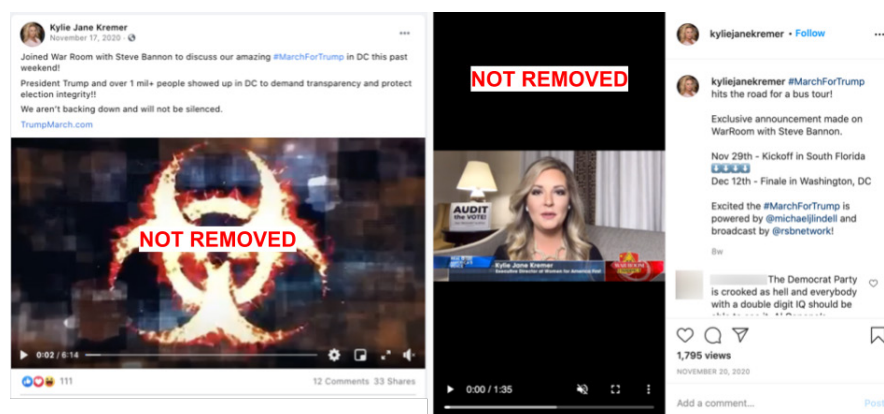 Kylie Jane Kremer
November 17, 2020
Joined War Room with Steve Bannon to discuss our amazing #MarchForTrump in DC this past
weekend!
President Trump and over 1 mil+ people showed up in DC to demand transparency and protect
election integrity!!
We aren't backing down and will not be silenced.
TrumpMarch.com
NOT REMOVED
0:02 / 6:14
111
12 Comments 33 Shares
NOT REMOVED
AUDIT
the VOTE!
Kylie Jane Kremer
Executive Director of Women for America First
WAR ROOM
0:00 / 1:35
kyliejanekremer • Follow
kyliejanekremer #MarchForTrump
hits the road for a bus tour!
Exclusive announcement made on
WarRoom with Steve Bannon.
Nov 29th - Kickoff in South Florida
Dec 12th - Finale in Washington, DC
Excited the #MarchForTrump is
powered by @michaeljlindell and
broadcast by @rsbnetwork!
8w
The Democrat Party
is crooked as hell and everybody
with a double digit IQ should be
1,795 views
NOVEMBER 20, 2020
Add a comment...
Post